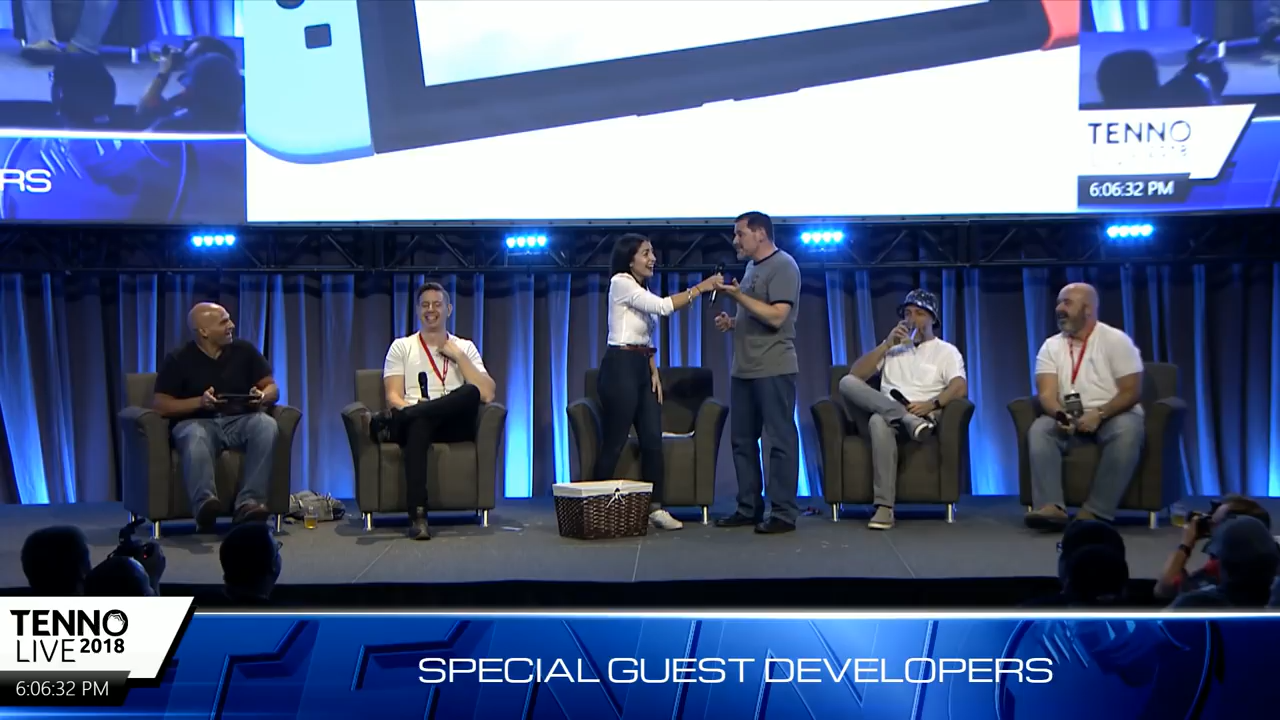 RS
TENNO
6:06:32 PM
TENNO
LIVE 2018
6:06:32 PM
SPECIAL GUEST DEVELOPERS